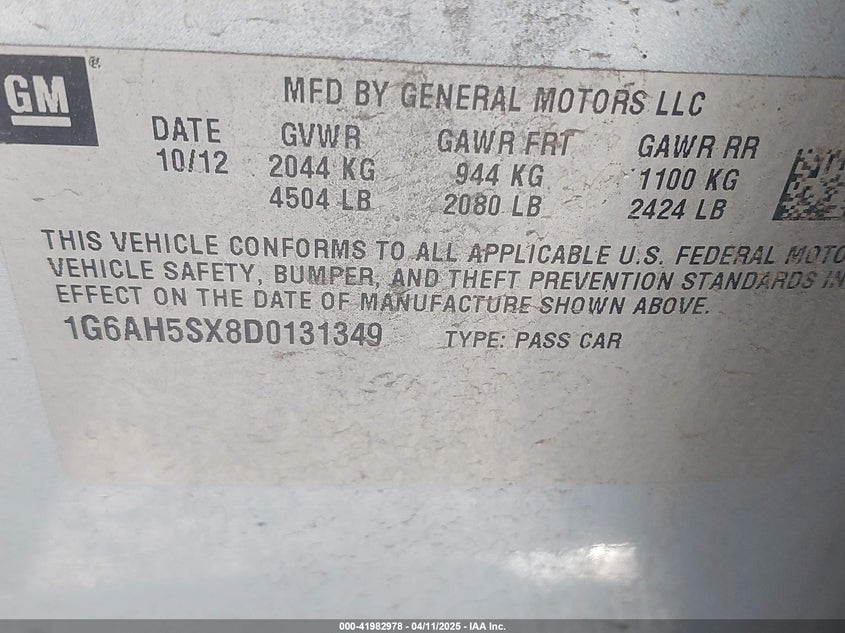 GM
MFD BY GENERAL MOTORS LLC
DATE GVWR GAWR FRT GAWR RR
10/12 2044 KG 944 KG 1100 KG
4504 LB 2080 LB 2424 LB
THIS VEHICLE CONFORMS TO ALL APPLICABLE U.S. FEDERAL MOTO
VEHICLE SAFETY, BUMPER, AND THEFT PREVENTION STANDARDS IN
EFFECT ON THE DATE OF MANUFACTURE SHOWN ABOVE.
1G6AH5SX8D0131349 TYPE: PASS CAR
000-41982978 - 04/11/2025 - IAA Inc.